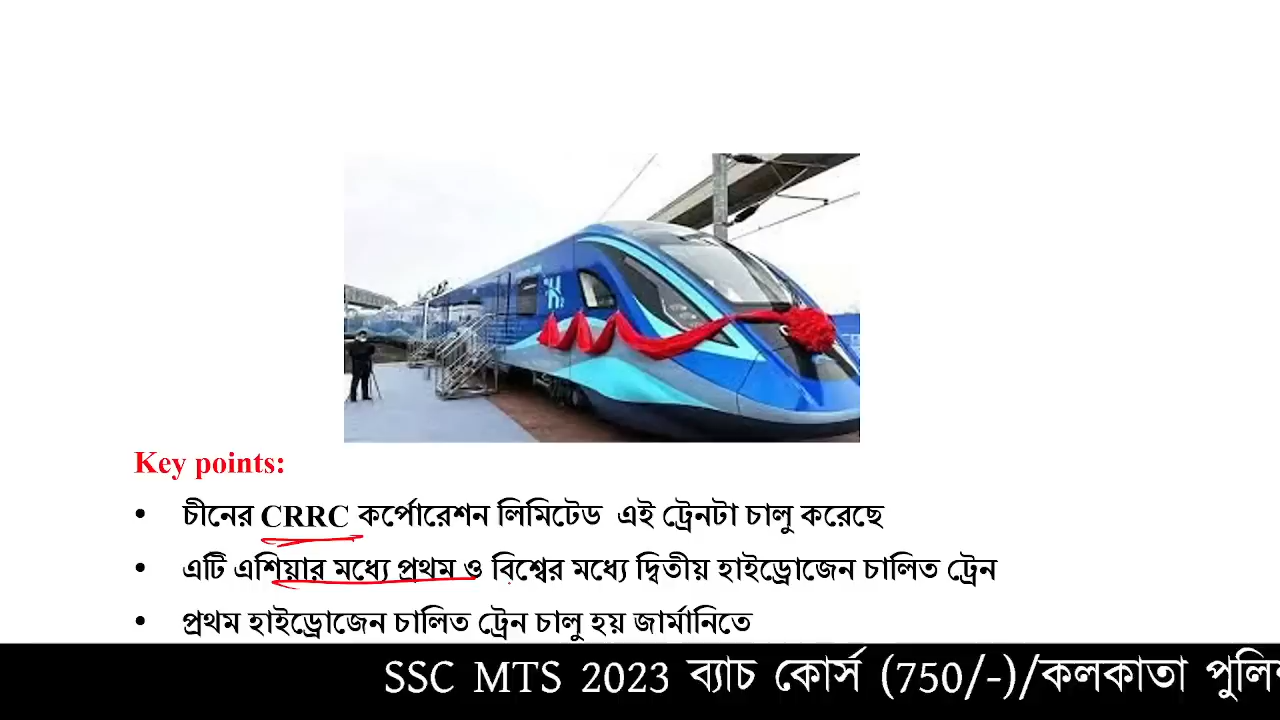 Key points:
• চীনের CRRC কর্পোরেশন লিমিটেড এই ট্রেনটা চালু করেছে
• এটি এশিয়ার মধ্যে প্রথম ও বিশ্বের মধ্যে দ্বিতীয় হাইড্রোজেন চালিত ট্রেন
• প্রথম হাইড্রোজেন চালিত ট্রেন চালু হয় জার্মানিতে
SSC MTS 2023 ব্যাচ কোর্স (750/-)/কলকাতা